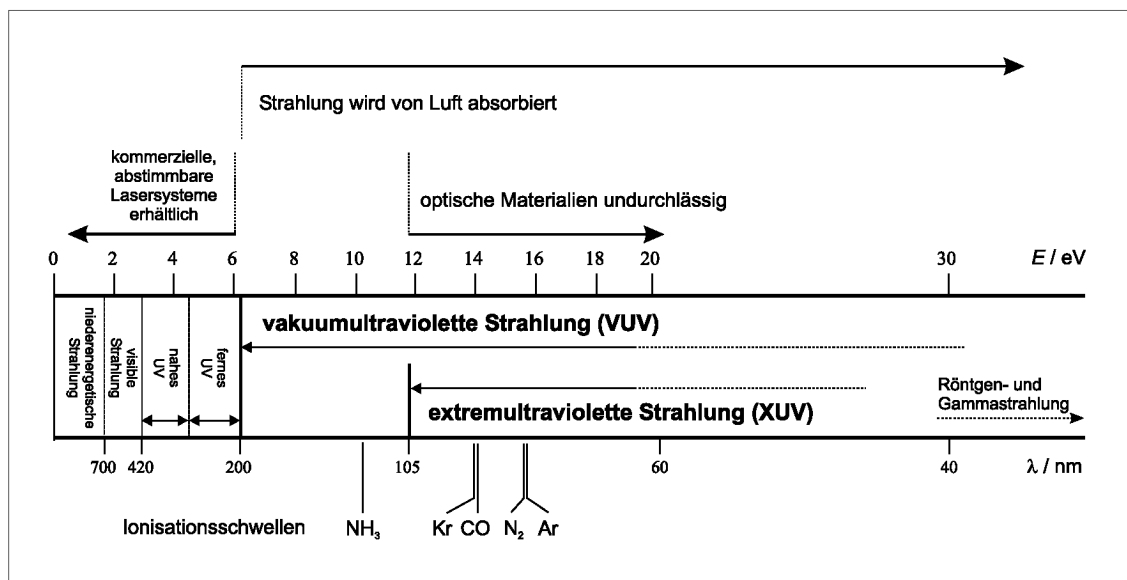 Strahlung wird von Luft absorbiert
kommerzielle,
abstimmbare
Lasersysteme
erhältlich
optische Materialien undurchlässig
0 2 4 6 8 10 12 14 16 18 20 30 E / eV
niederenergetische
Strahlung
visible
Strahlung
nahes
UV
fernes
UV
vakuumultraviolette Strahlung (VUV)
extremultraviolette Strahlung (XUV)
Röntgen- und
Gammastrahlung
700 420 200 105 60 40 λ / nm
Ionisationsschwellen NH₃ Kr CO N₂ Ar